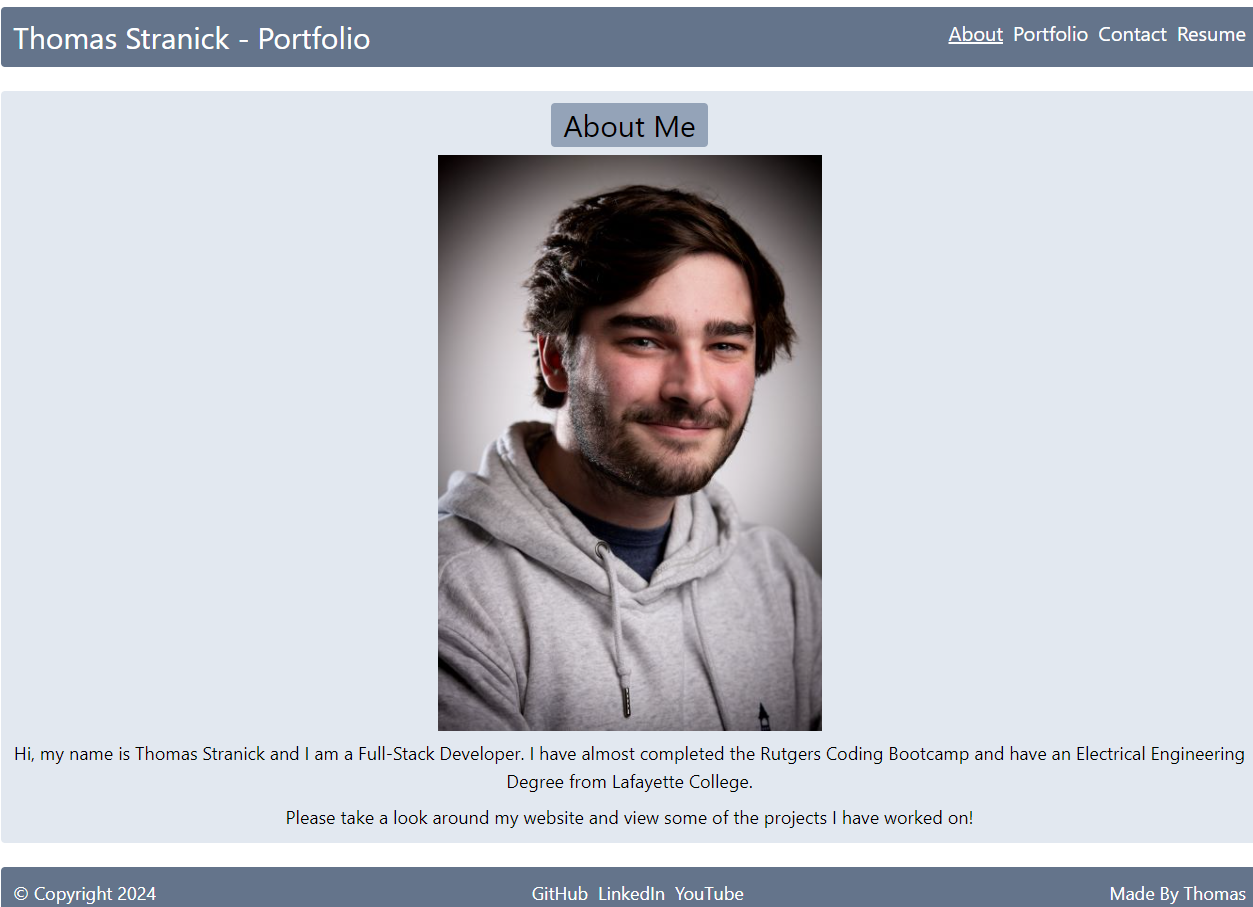 Thomas Stranick - Portfolio
About Portfolio Contact Resume
About Me
Hi, my name is Thomas Stranick and I am a Full-Stack Developer. I have almost completed the Rutgers Coding Bootcamp and have an Electrical Engineering
Degree from Lafayette College.
Please take a look around my website and view some of the projects I have worked on!
© Copyright 2024
GitHub LinkedIn YouTube
Made By Thomas